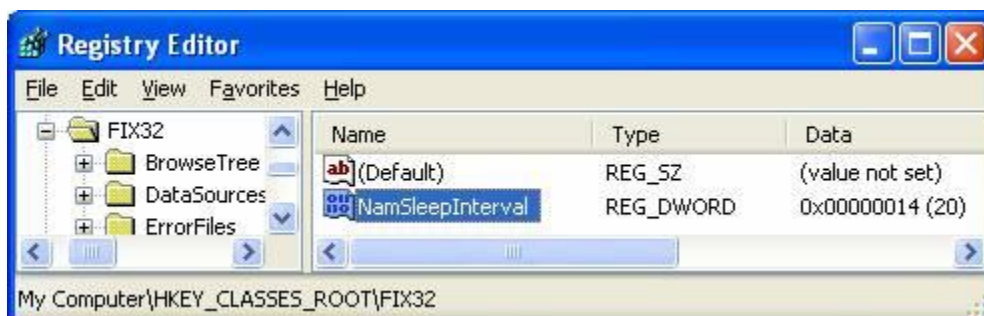 Registry Editor
File Edit View Favorites Help
FIX32
BrowseTree
DataSources
ErrorFiles
Name Type Data
(Default) REG_SZ (value not set)
NamSleepInterval REG_DWORD 0x00000014 (20)
My Computer\HKEY_CLASSES_ROOT\FIX32